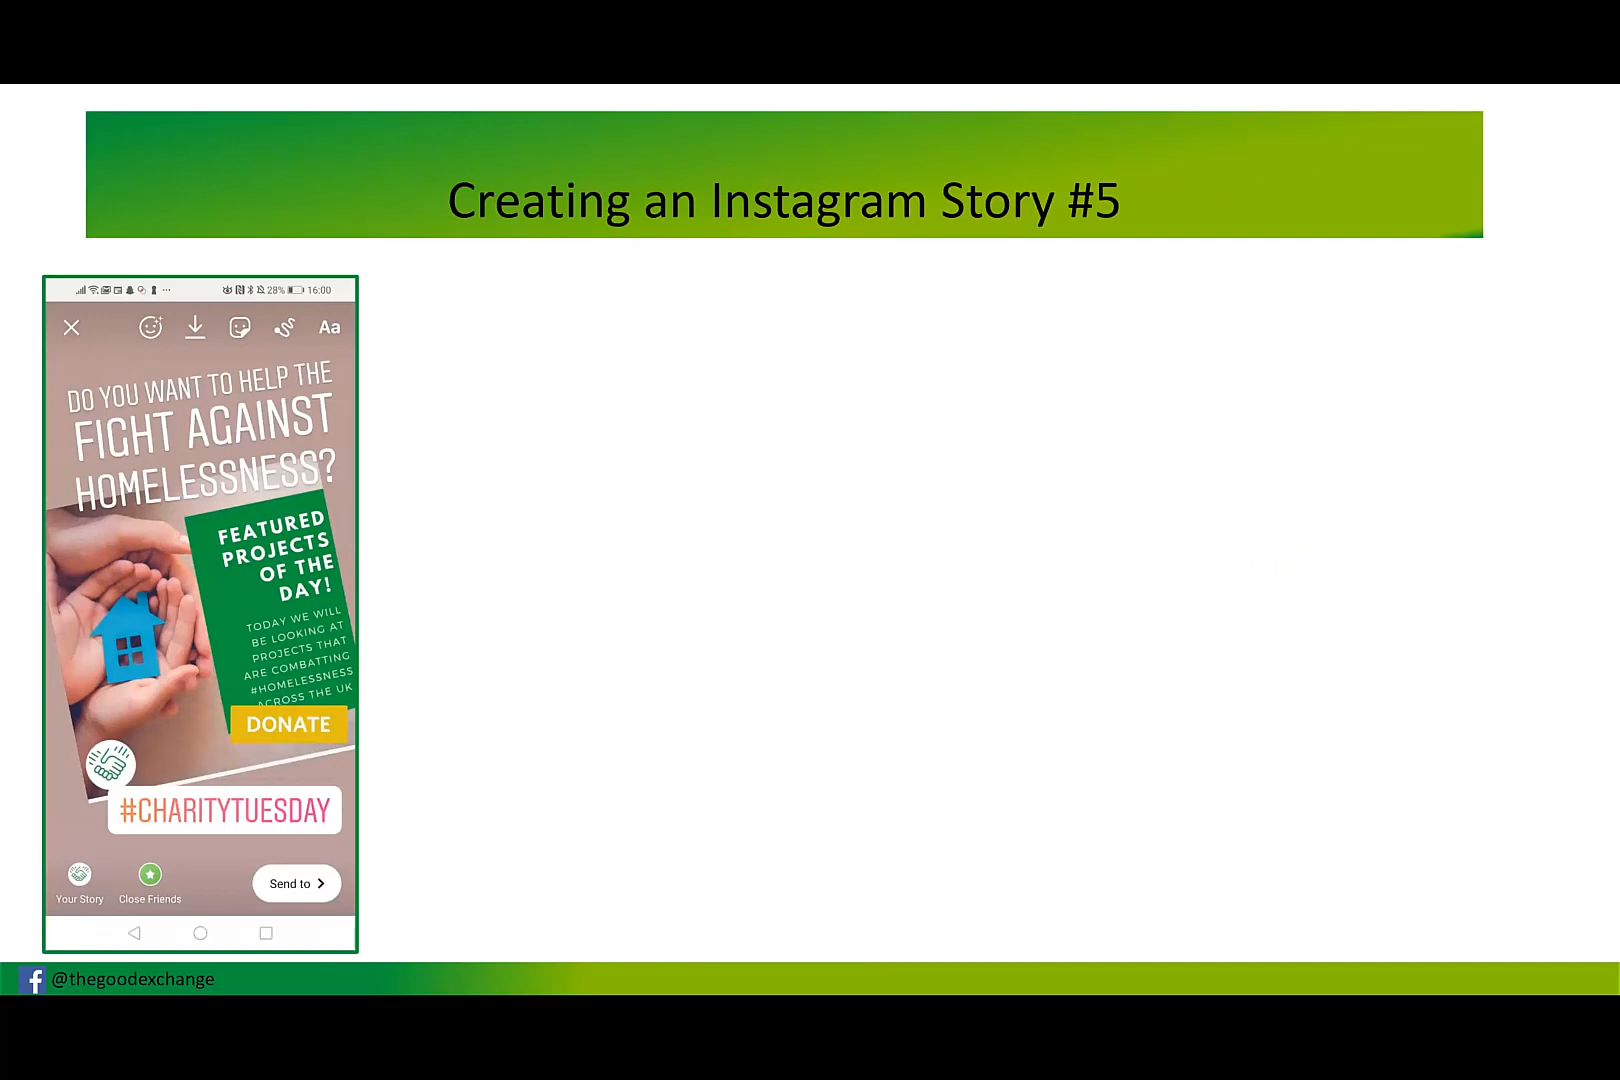 Creating an Instagram Story #5
28% 16:00
Aa
DO YOU WANT TO HELP THE
FIGHT AGAINST
HOMELESSNESS?
FEATURED
PROJECTS
OF THE
DAY!
TODAY WE WILL
BE LOOKING AT
PROJECTS THAT
ARE COMBATTING
#HOMELESSNESS
ACROSS THE UK
DONATE
#CHARITYTUESDAY
Your Story
Close Friends
Send to
@thegoodexchange